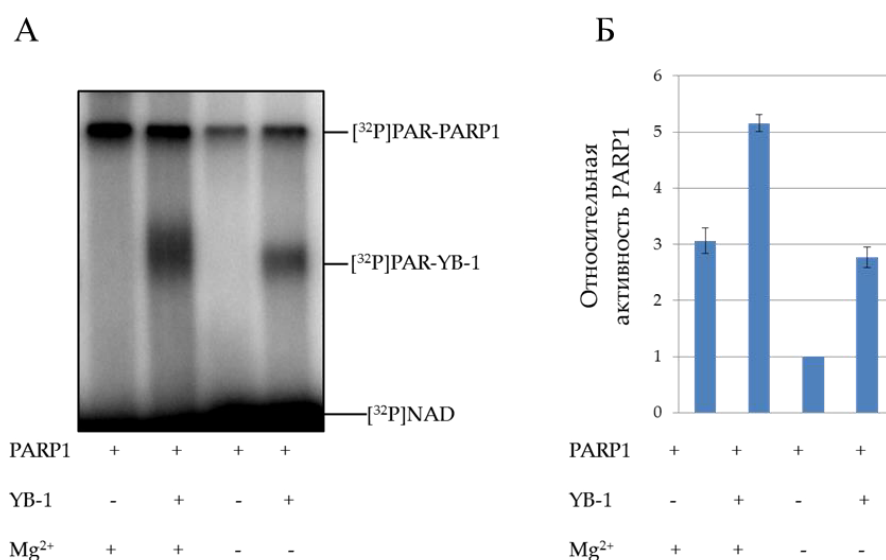 А
[³²P]PAR-PARP1
[³²P]PAR-YB-1
[³²P]NAD
PARP1 + + + +
YB-1 - + - +
Mg²⁺ + + - -
Б
Относительная
активность PARP1
6
5
4
3
2
1
0
PARP1 + + + +
YB-1 - + - +
Mg²⁺ + + - -